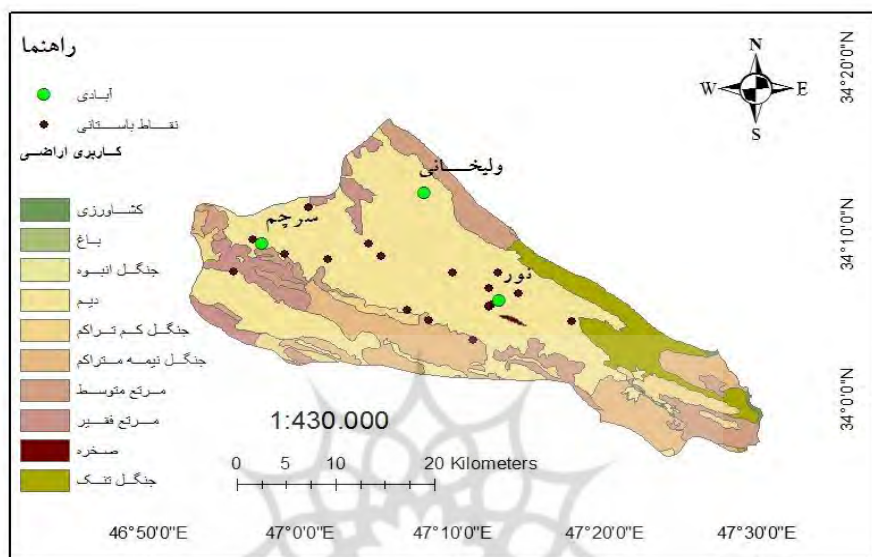 راهنما
آبادی
نقاط باستانی
کاربری اراضی
کشاورزی
باغ
جنگل انبوه
دیم
جنگل کم تراکم
جنگل نیمه متراکم
مرتع متوسط
مرتع فقیر
صخره
جنگل تنک
N
W E
S
ولیخانی
سرچم
نور
1:430.000
0 5 10 20 Kilometers
34°20'0"N
34°10'0"N
34°0'0"N
46°50'0"E 47°0'0"E 47°10'0"E 47°20'0"E 47°30'0"E